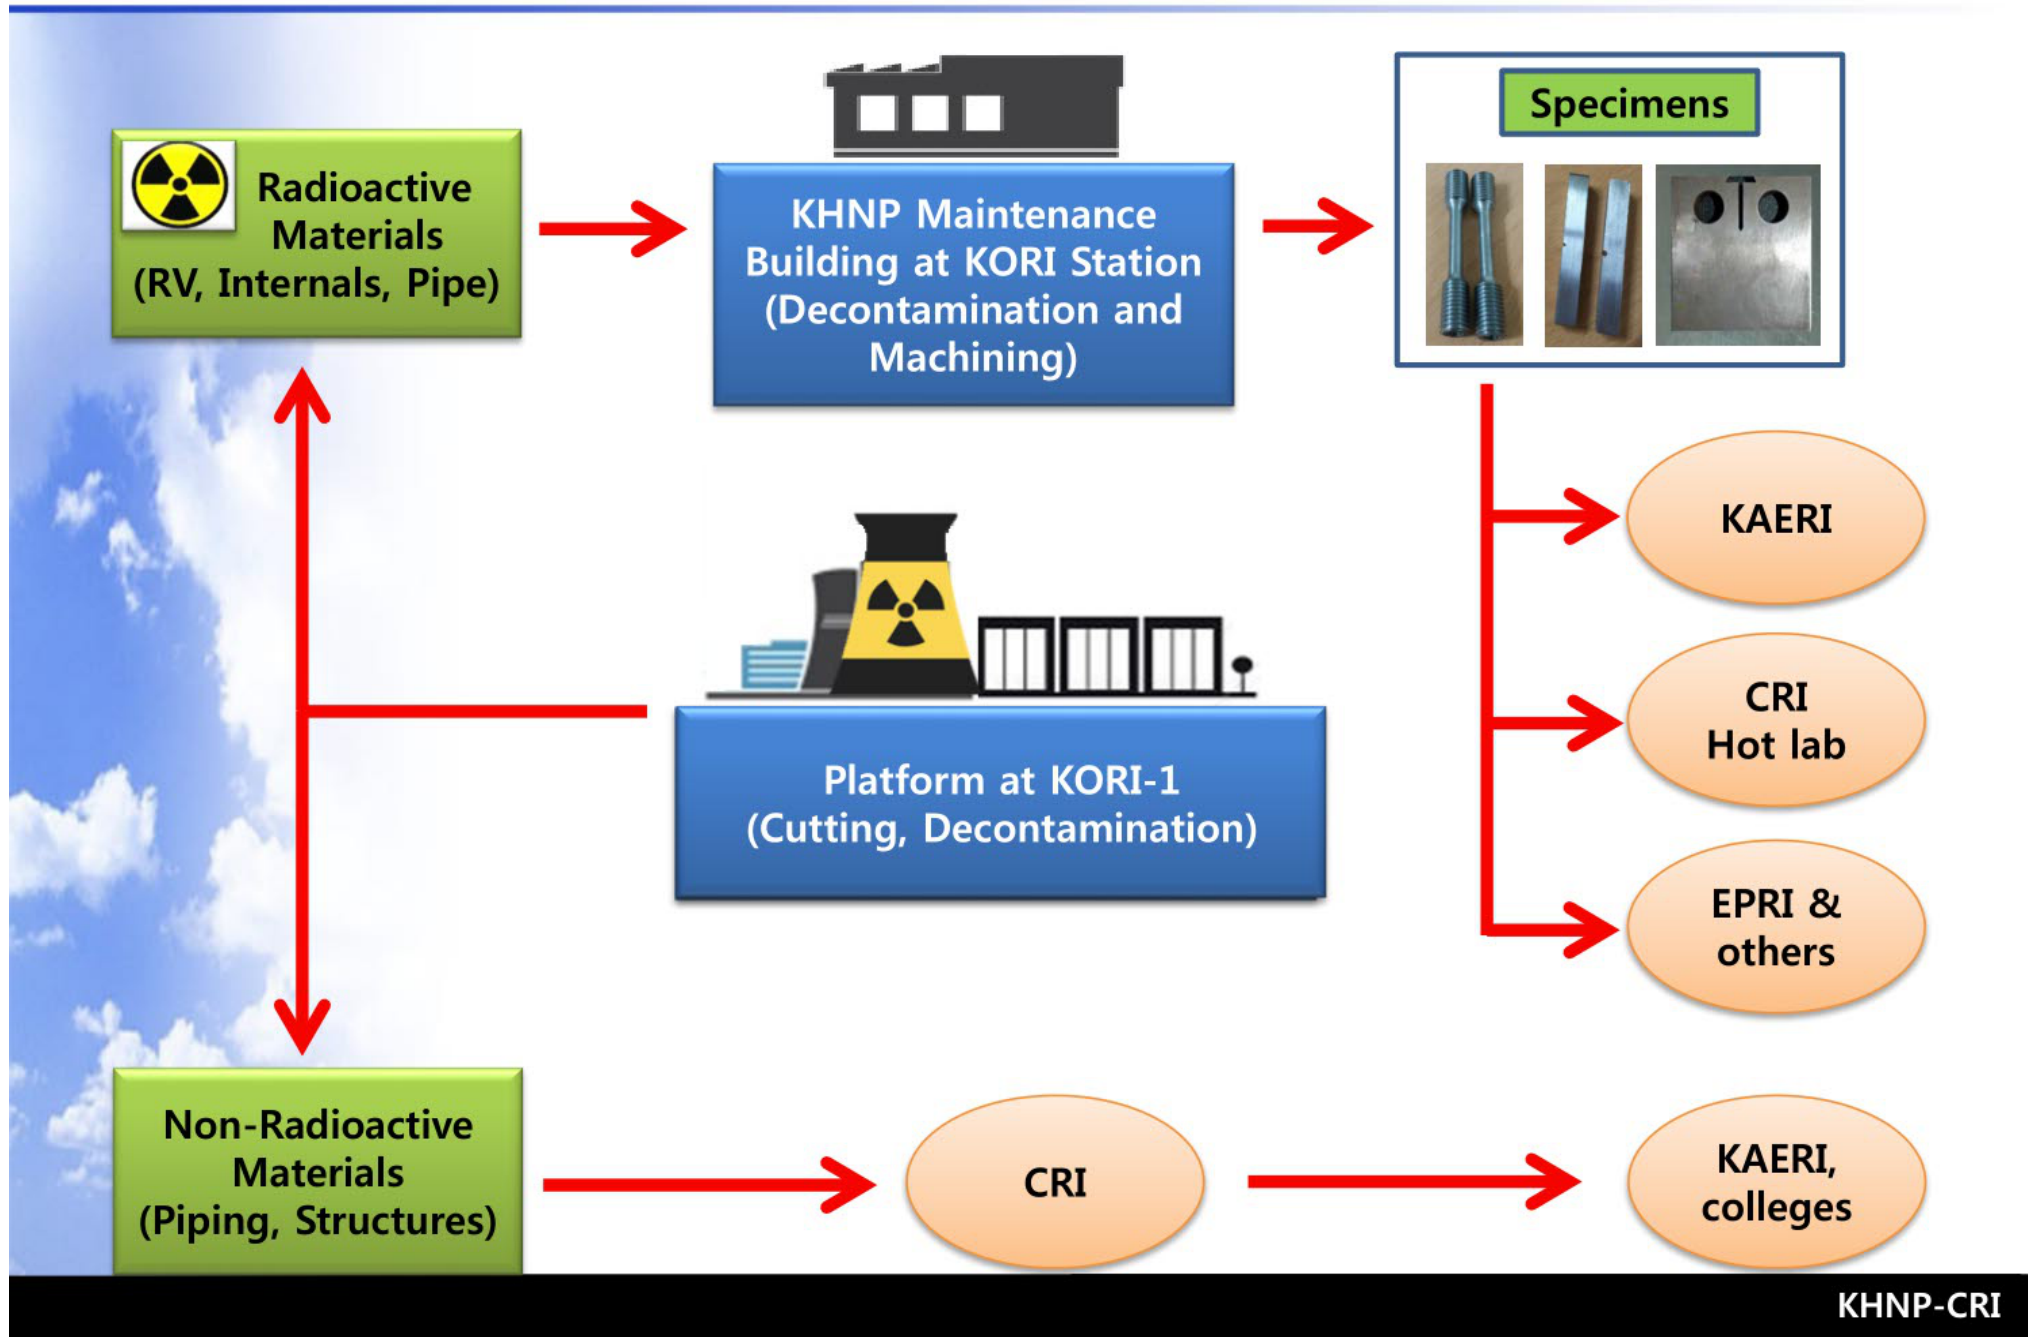 Radioactive
Materials
(RV, Internals, Pipe)
KHNP Maintenance
Building at KORI Station
(Decontamination and
Machining)
Specimens
KAERI
CRI
Hot lab
EPRI &
others
Platform at KORI-1
(Cutting, Decontamination)
Non-Radioactive
Materials
(Piping, Structures)
CRI
KAERI,
colleges
KHNP-CRI